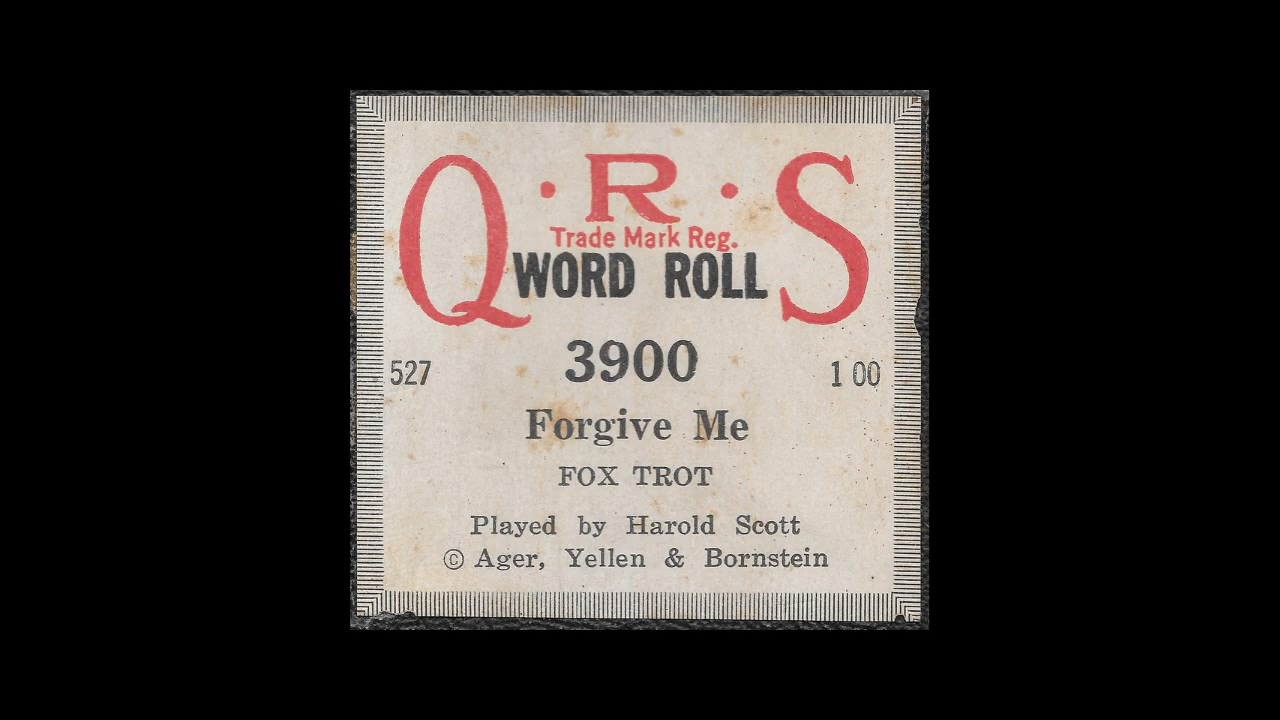 Q·R·S
Trade Mark Reg.
WORD ROLL
3900
527 1 00
Forgive Me
FOX TROT
Played by Harold Scott
© Ager, Yellen & Bornstein